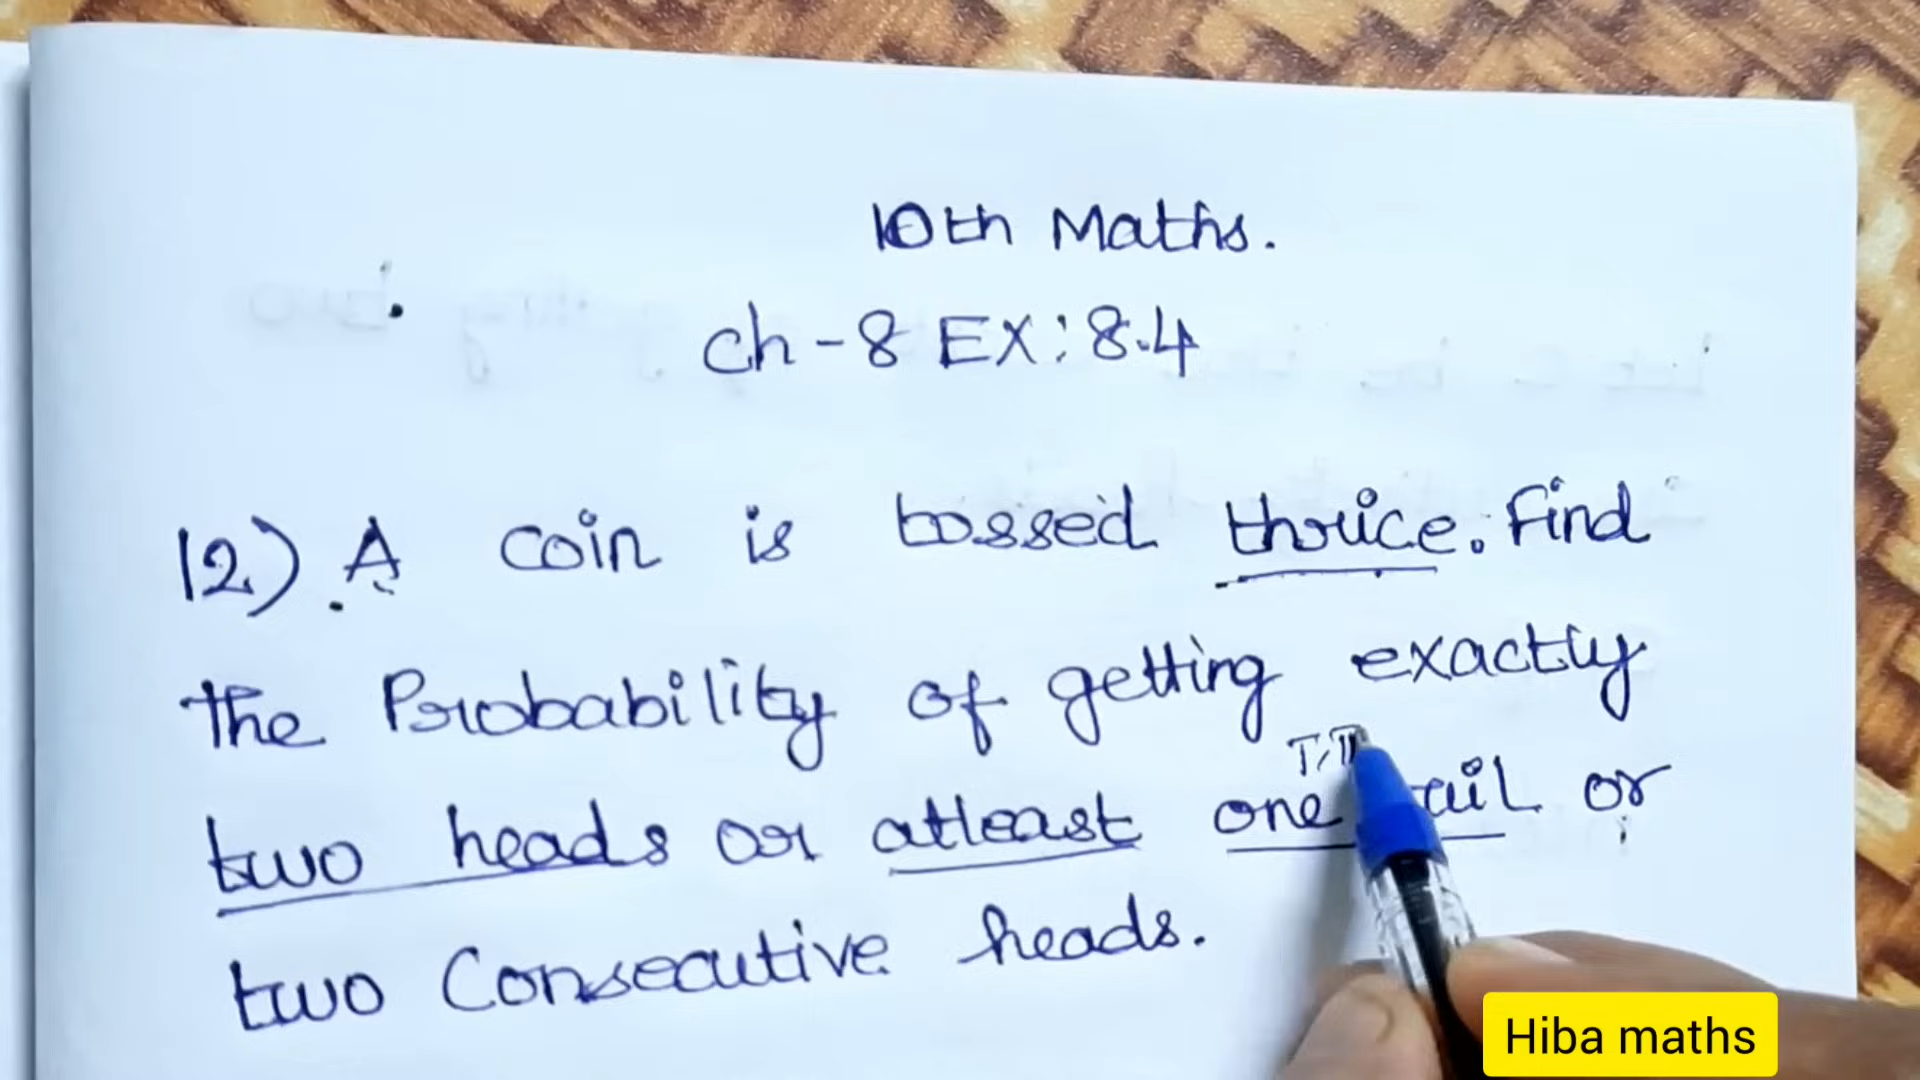 10th Maths.
Ch - 8 EX: 8.4
12) A coin is tossed thrice. Find
the Probability of getting exactly
T, TT
two heads or atleast one tail or
two Consecutive heads.
Hiba maths